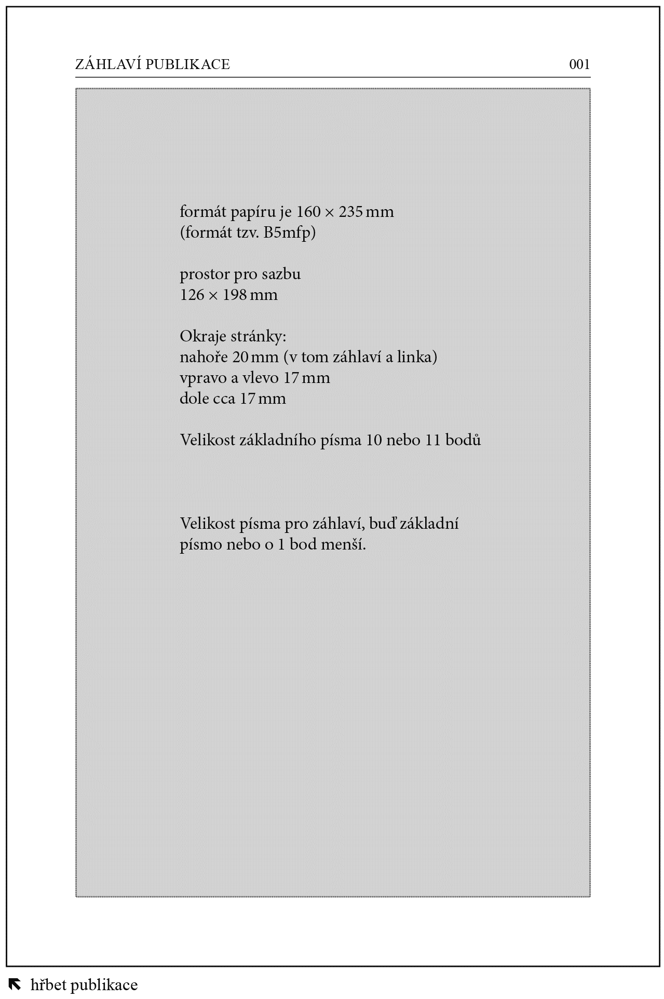 ZÁHLAVÍ PUBLIKACE 001
formát papíru je 160 × 235 mm
(formát tzv. B5mfp)
prostor pro sazbu
126 × 198 mm
Okraje stránky:
nahoře 20 mm (v tom záhlaví a linka)
vpravo a vlevo 17 mm
dole cca 17 mm
Velikost základního písma 10 nebo 11 bodů
Velikost písma pro záhlaví, buď základní
písmo nebo o 1 bod menší.
hřbet publikace